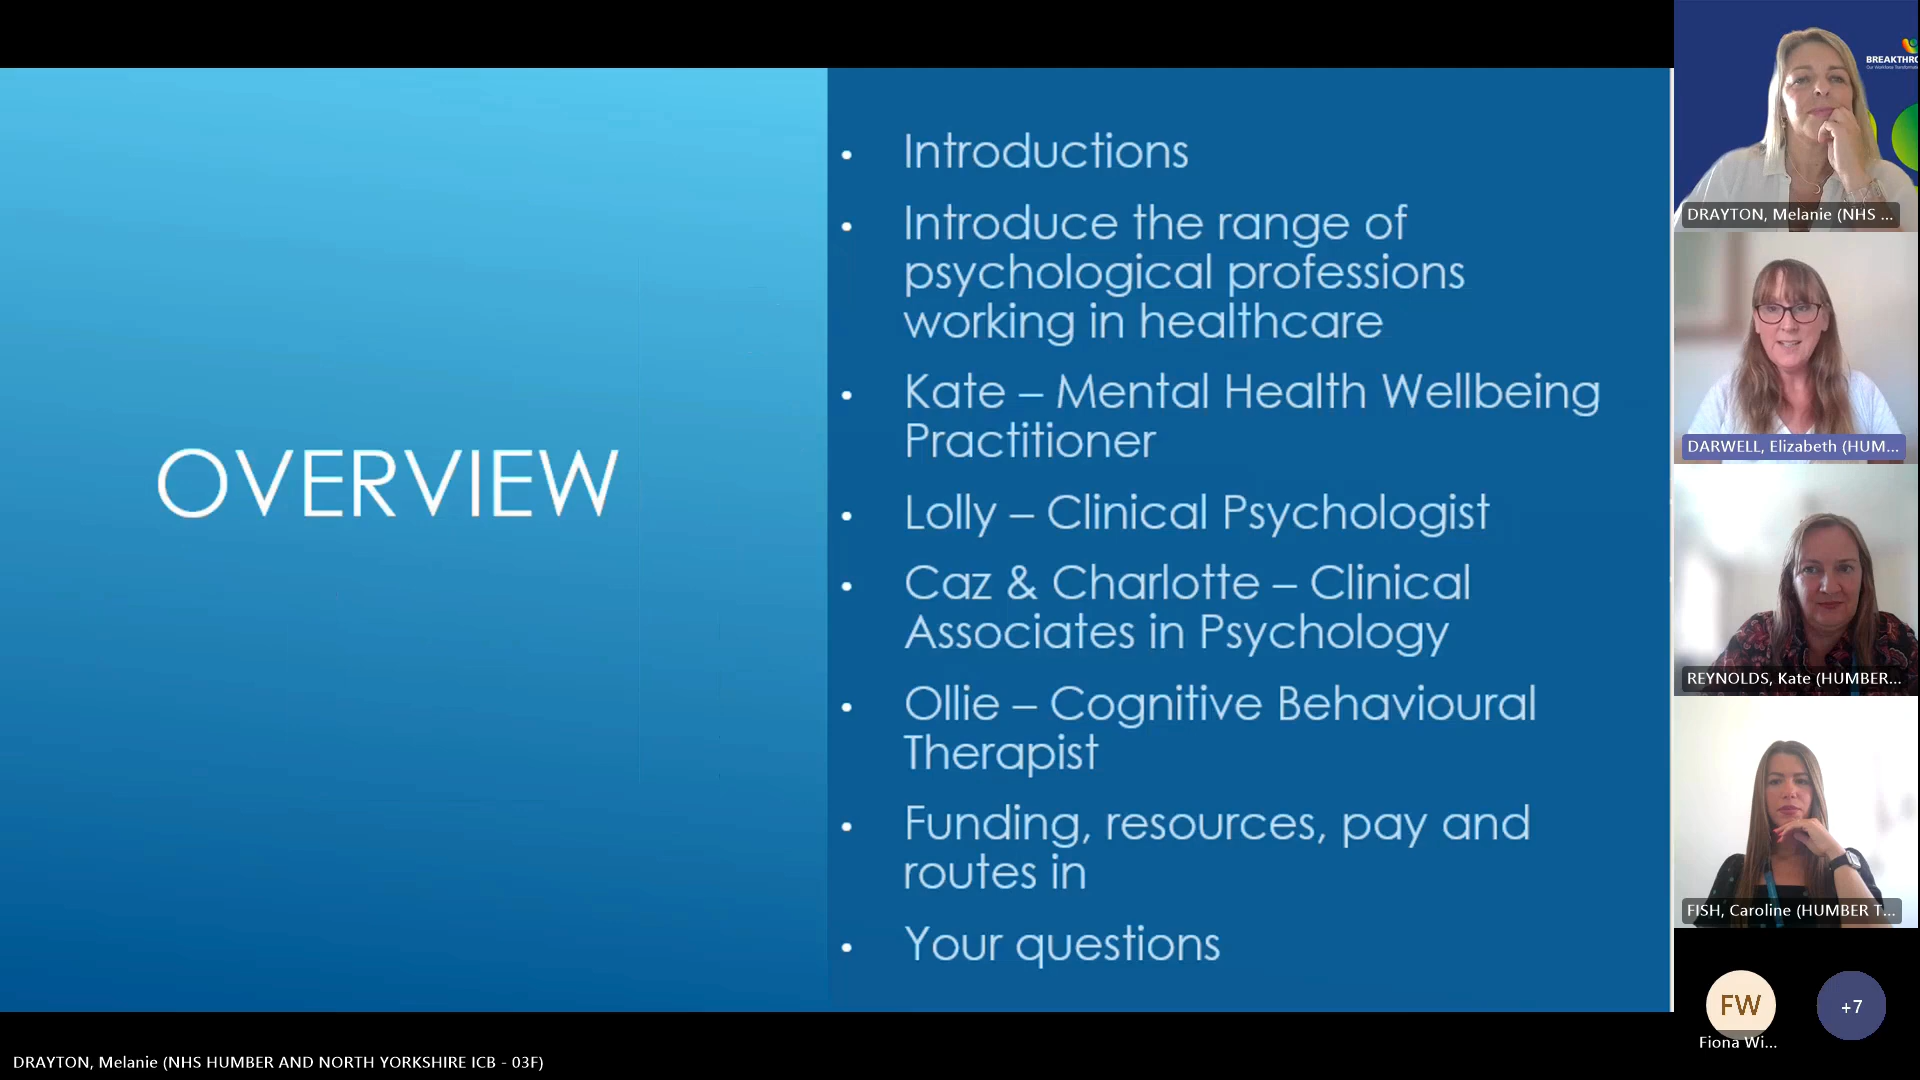 OVERVIEW
Introductions
Introduce the range of
psychological professions
working in healthcare
Kate – Mental Health Wellbeing
Practitioner
Lolly – Clinical Psychologist
Caz & Charlotte – Clinical
Associates in Psychology
Ollie – Cognitive Behavioural
Therapist
Funding, resources, pay and
routes in
Your questions
BREAKTHRO
DRAYTON, Melanie (NHS ...
DARWELL, Elizabeth (HUM...
REYNOLDS, Kate (HUMBER...
FISH, Caroline (HUMBER T...
FW
+7
Fiona Wi...
DRAYTON, Melanie (NHS HUMBER AND NORTH YORKSHIRE ICB - 03F)